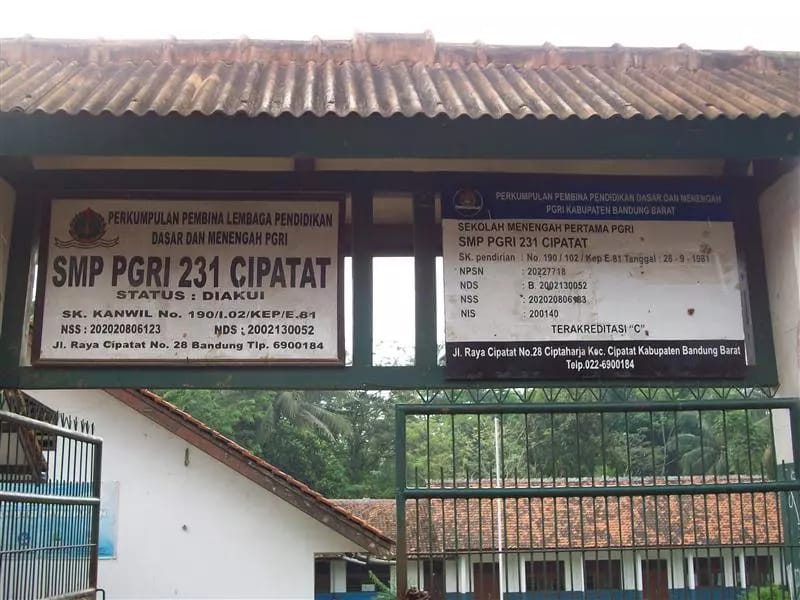 PERKUMPULAN PEMBINA LEMBAGA PENDIDIKAN
DASAR DAN MENENGAH PGRI
SMP PGRI 231 CIPATAT
STATUS : DIAKUI
SK. KANWIL No. 190/I.02/KEP/E.81
NSS : 202020806123 NDS : 2002130052
Jl. Raya Cipatat No. 28 Bandung Tlp. 6900184
PERKUMPULAN PEMBINA PENDIDIKAN DASAR DAN MENENGAH
PGRI KABUPATEN BANDUNG BARAT
SEKOLAH MENENGAH PERTAMA PGRI
SMP PGRI 231 CIPATAT
SK. pendirian : No. 190 / 102 / Kep E.81 Tanggal : 28 - 9 - 1981
NPSN : 20227718
NDS : B. 2002130052
NSS : 202020806183
NIS : 200140
TERAKREDITASI "C"
Jl. Raya Cipatat No.28 Ciptaharja Kec. Cipatat Kabupaten Bandung Barat
Telp.022-6900184